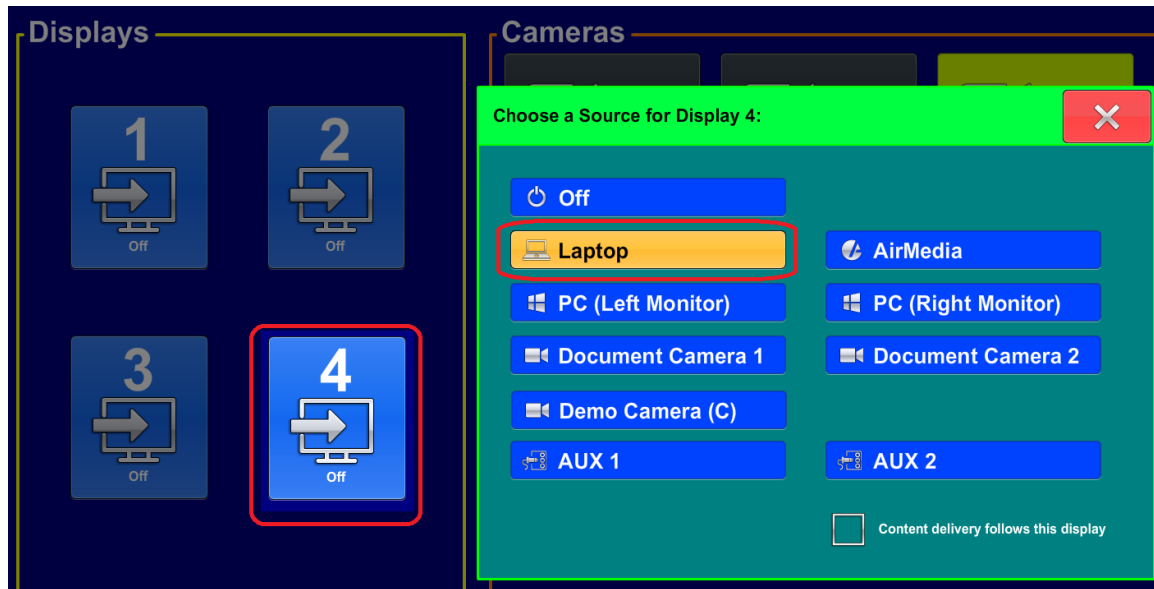 Displays
1
Off
2
Off
3
Off
4
Off
Cameras
Choose a Source for Display 4:
Off
Laptop
AirMedia
PC (Left Monitor)
PC (Right Monitor)
Document Camera 1
Document Camera 2
Demo Camera (C)
AUX 1
AUX 2
Content delivery follows this display